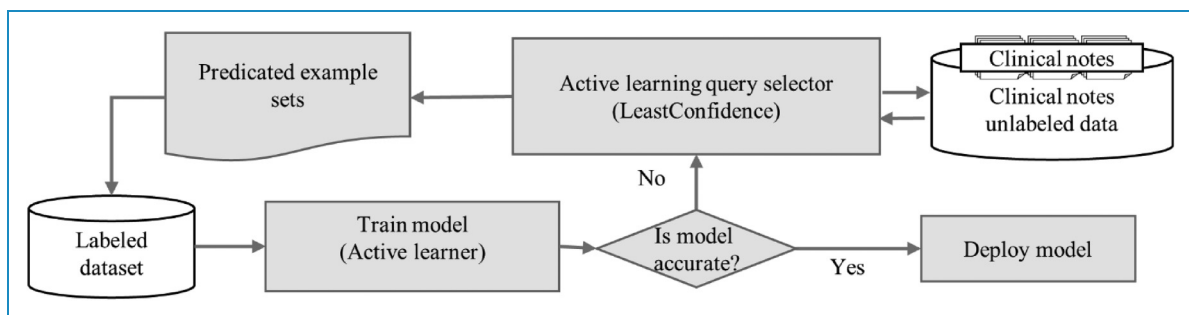 Predicated example
sets
Active learning query selector
(LeastConfidence)
Clinical notes
Clinical notes
unlabeled data
No
Labeled
dataset
Train model
(Active learner)
Is model
accurate?
Yes
Deploy model